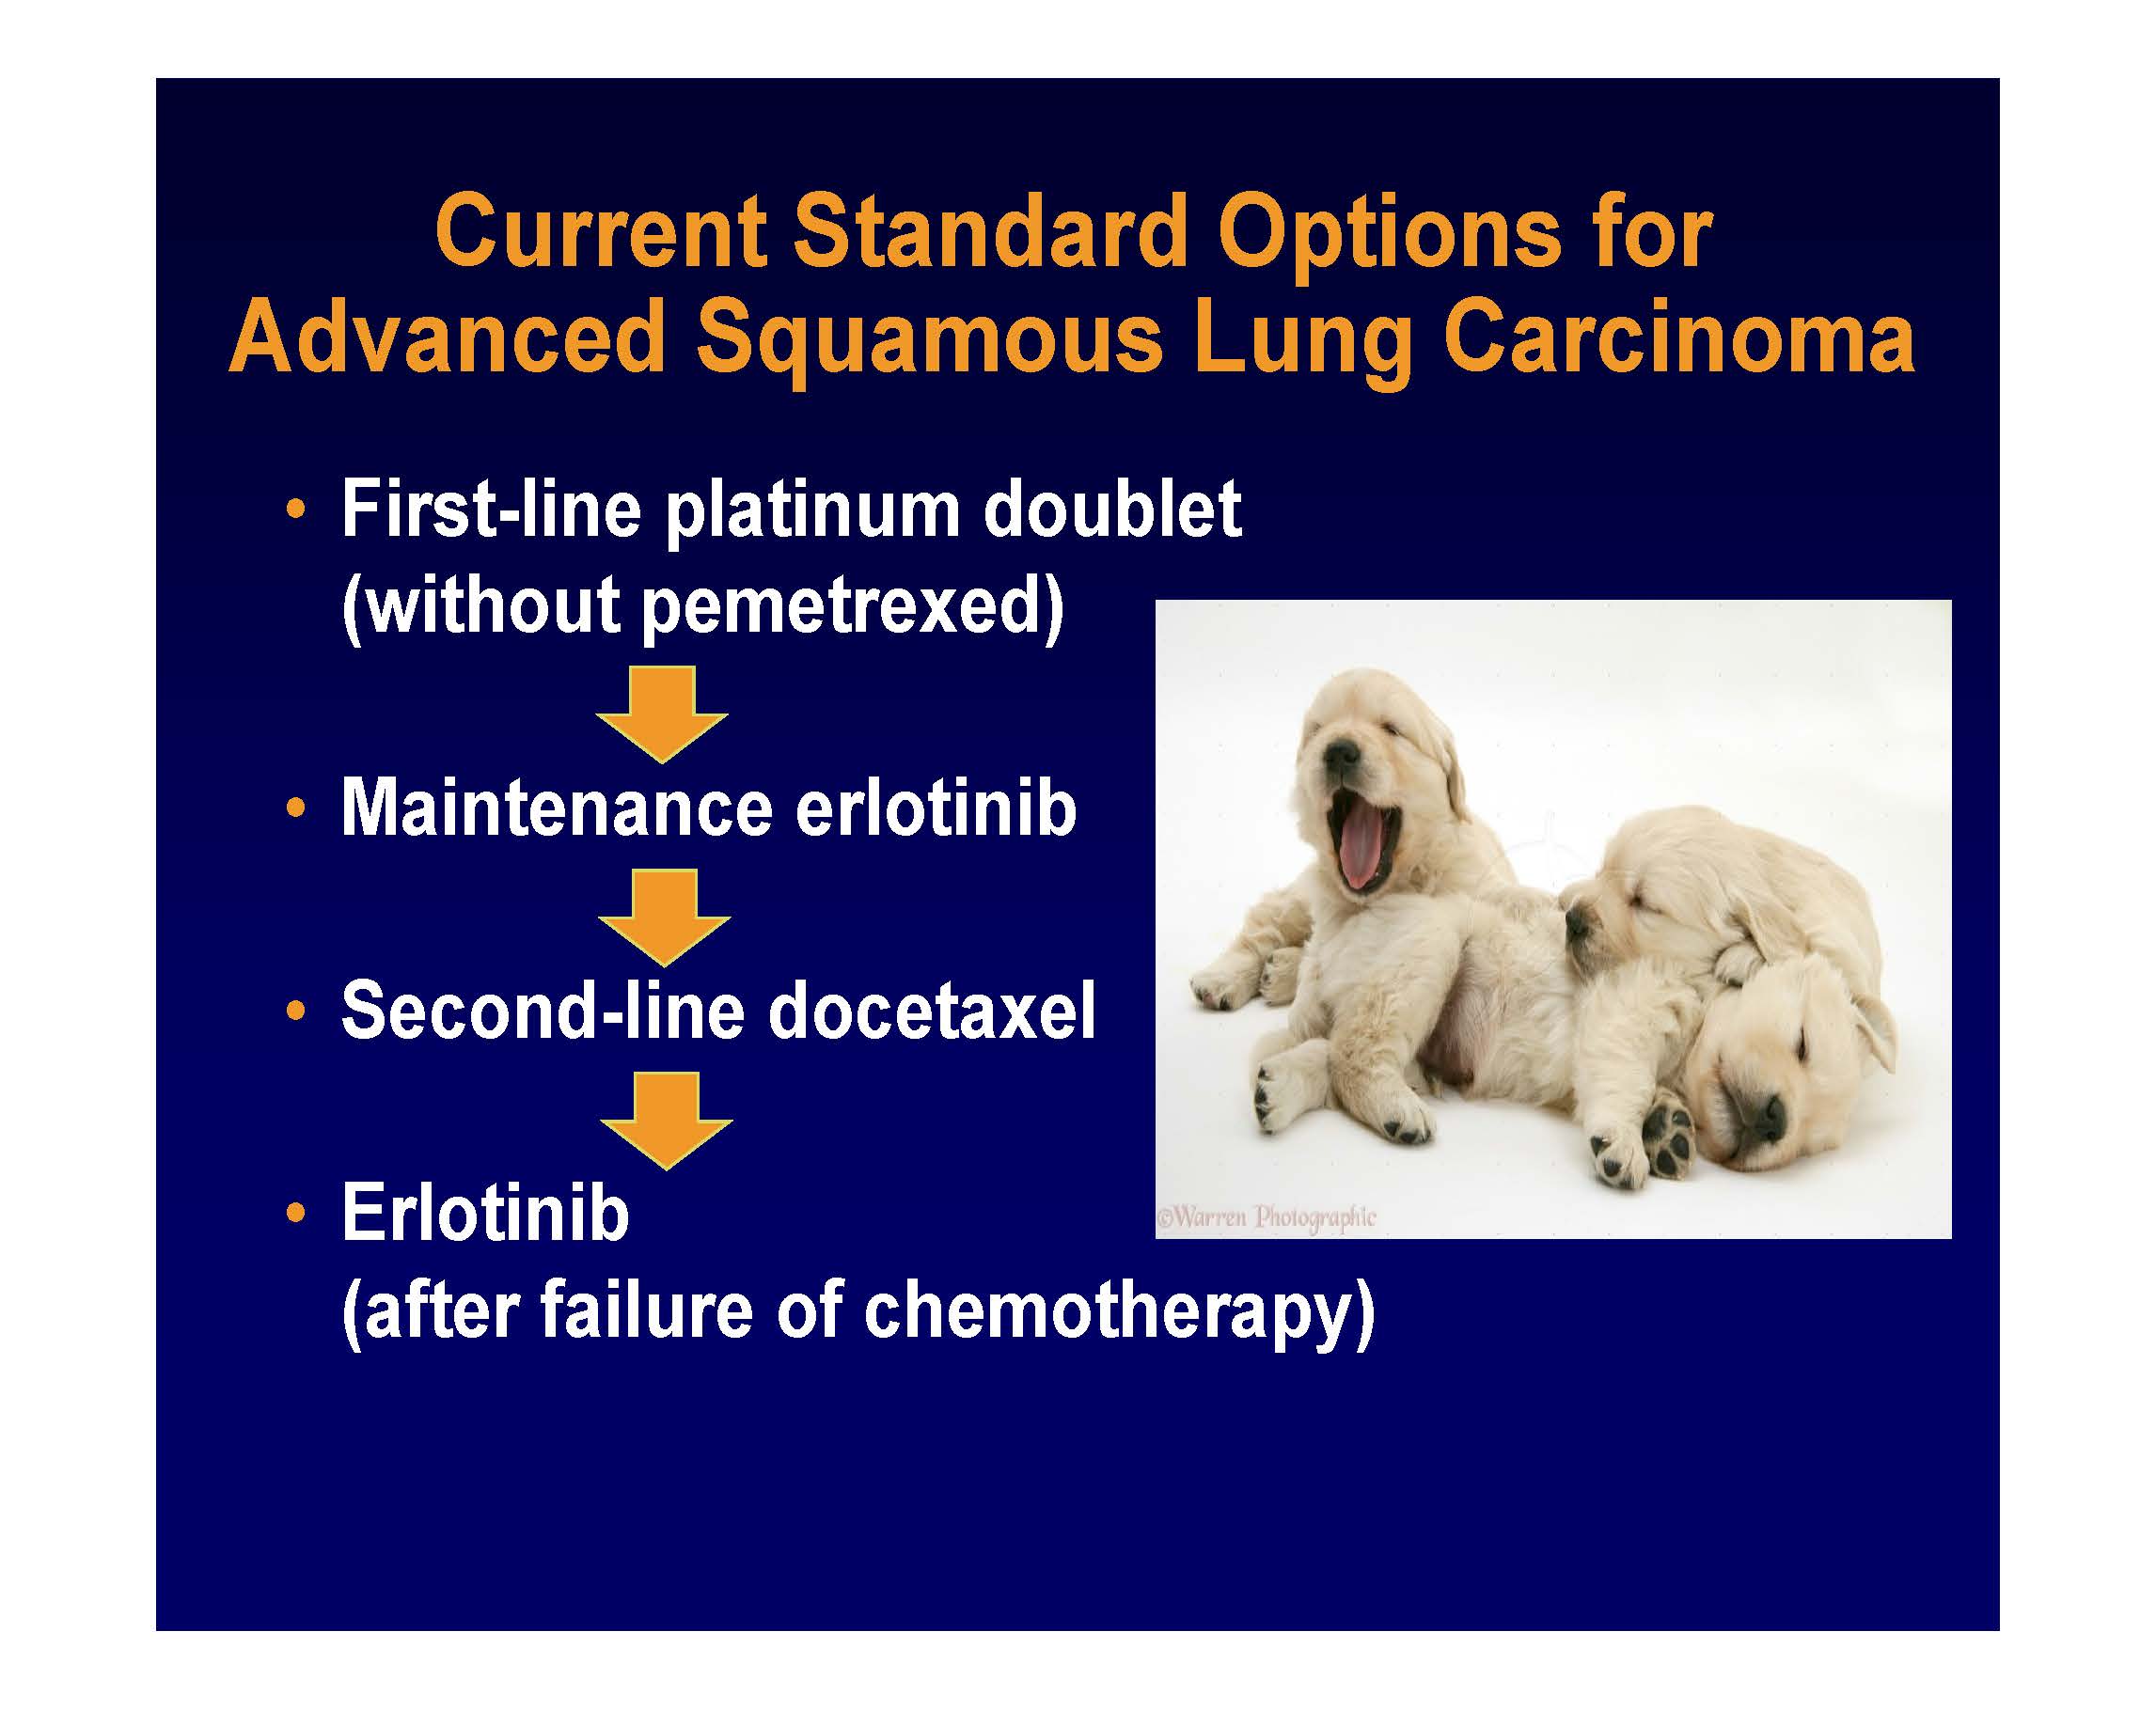 Current Standard Options for
Advanced Squamous Lung Carcinoma
• First-line platinum doublet
(without pemetrexed)
• Maintenance erlotinib
• Second-line docetaxel
• Erlotinib
(after failure of chemotherapy)
©Warren Photographic